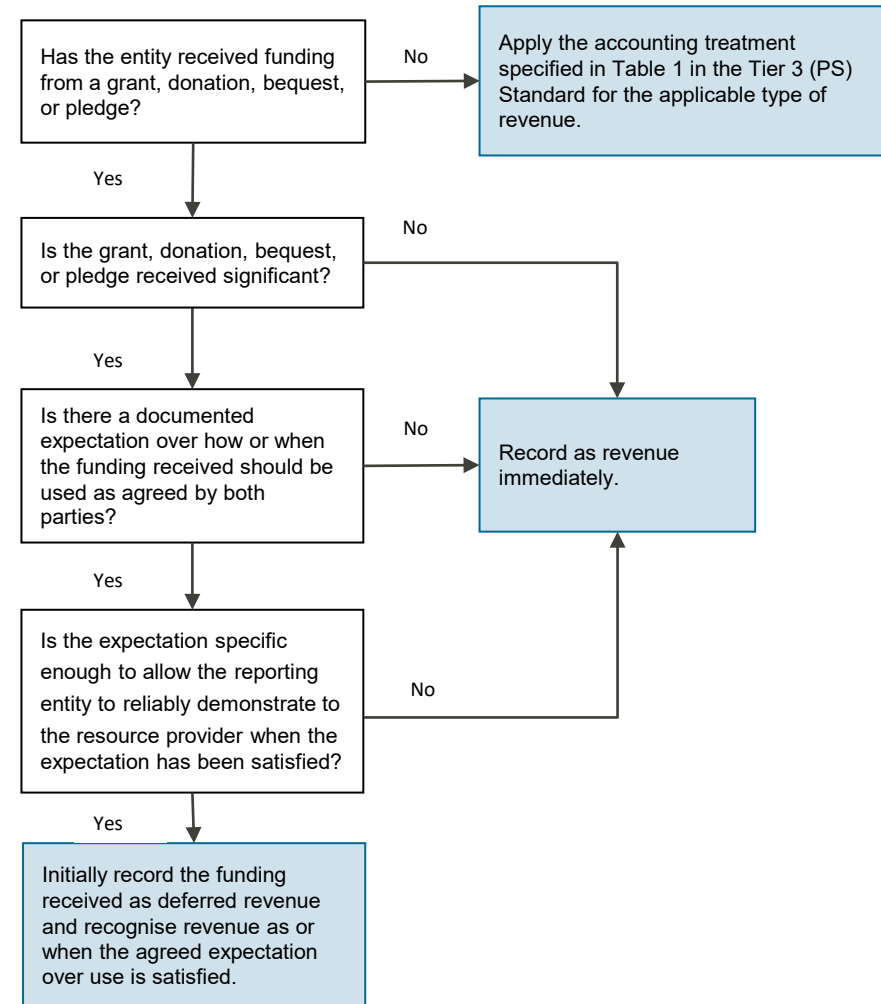 Has the entity received funding
from a grant, donation, bequest,
or pledge?
No
Apply the accounting treatment
specified in Table 1 in the Tier 3 (PS)
Standard for the applicable type of
revenue.
Yes
Is the grant, donation, bequest,
or pledge received significant?
No
Yes
Is there a documented
expectation over how or when
the funding received should be
used as agreed by both
parties?
No
Record as revenue
immediately.
Yes
Is the expectation specific
enough to allow the reporting
entity to reliably demonstrate to
the resource provider when the
expectation has been satisfied?
No
Yes
Initially record the funding
received as deferred revenue
and recognise revenue as or
when the agreed expectation
over use is satisfied.